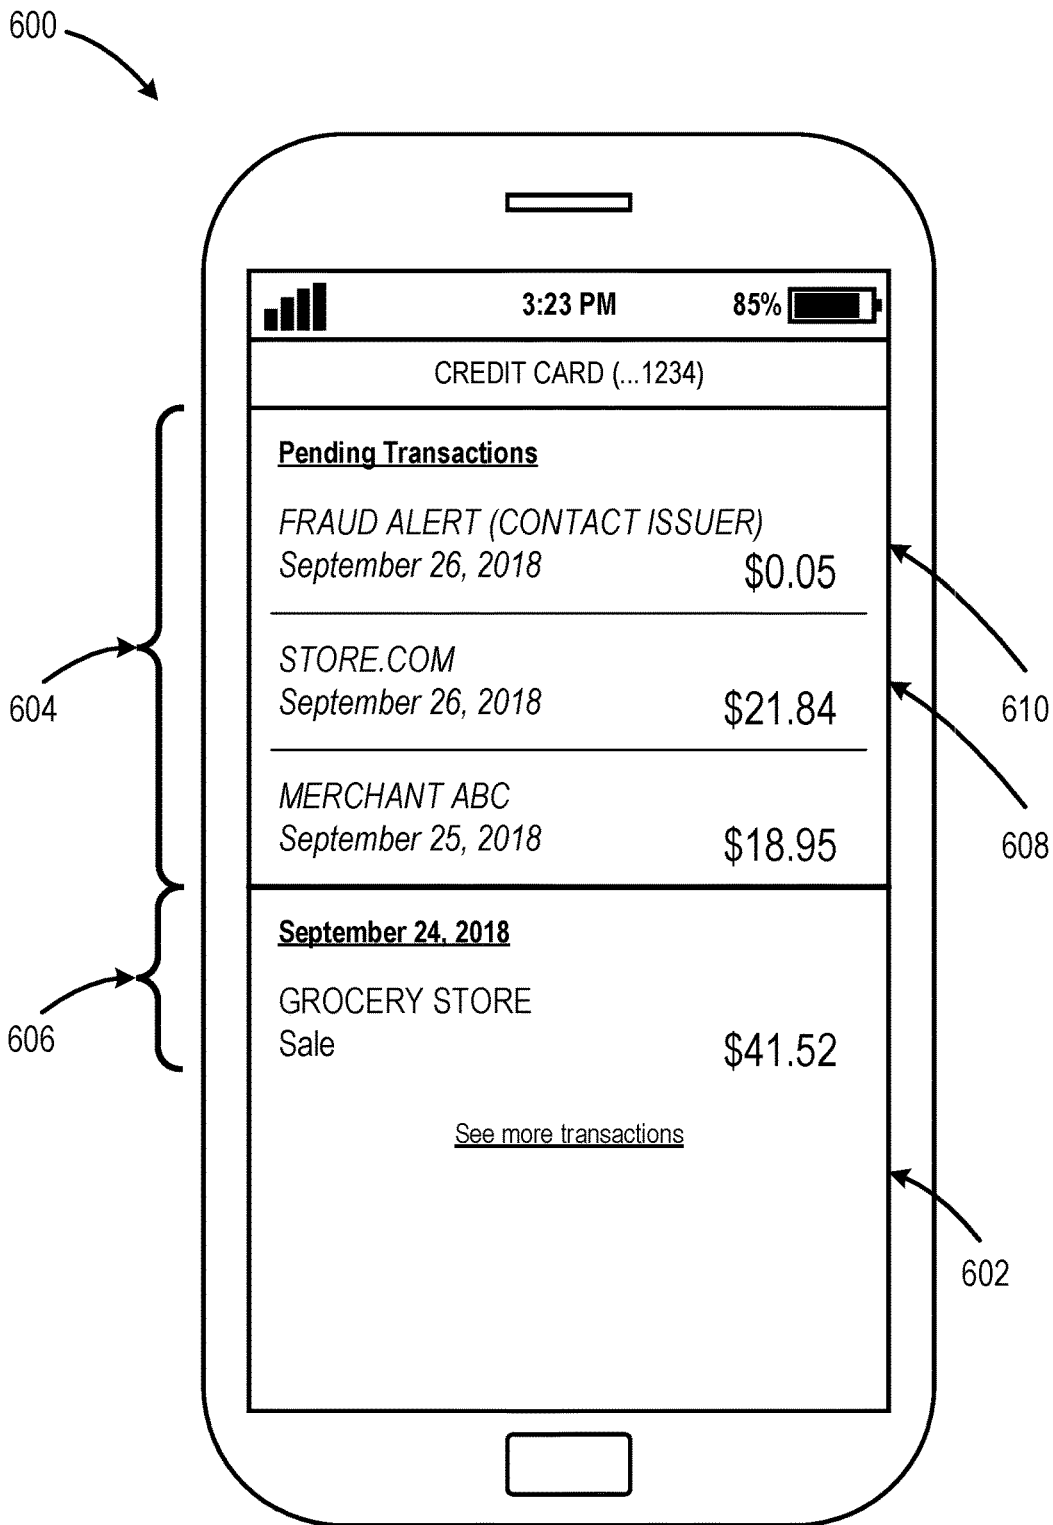 600
3:23 PM 85%
CREDIT CARD (...1234)
Pending Transactions
FRAUD ALERT (CONTACT ISSUER)
September 26, 2018 $0.05
STORE.COM
September 26, 2018 $21.84
604
610
MERCHANT ABC
September 25, 2018 $18.95
608
September 24, 2018
GROCERY STORE
606
Sale $41.52
See more transactions
602